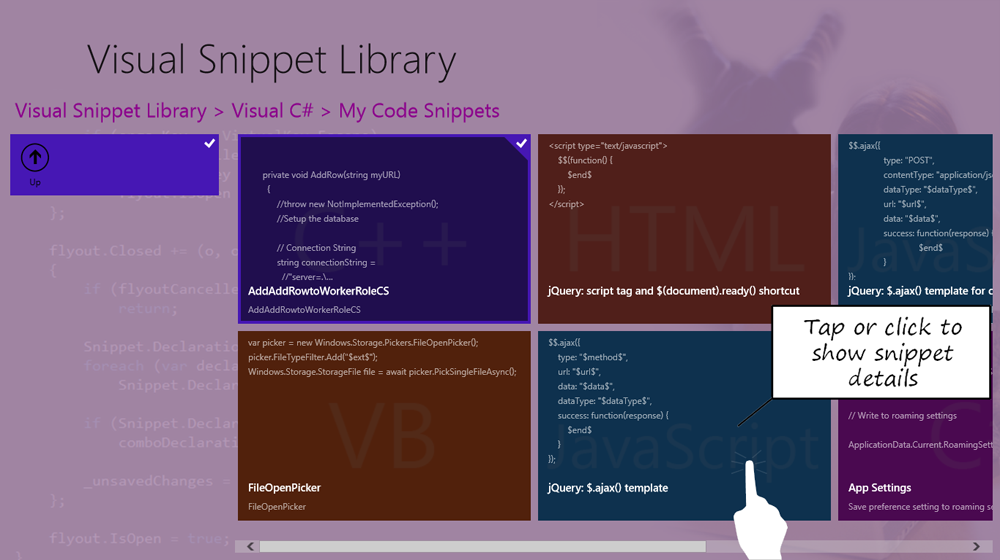 Visual Snippet Library
Visual Snippet Library > Visual C# > My Code Snippets
Up
private void AddRow(string myURL)
{
//throw new NotImplementedException();
//Setup the database
// Connection String
string connectionString =
//"server=.\...
C++
AddAddRowtoWorkerRoleCS
AddAddRowtoWorkerRoleCS
<script type="text/javascript">
$$(function() {
$end$
});
</script>
HTML
jQuery: script tag and $(document).ready() shortcut
$$.ajax({
type: "POST",
contentType: "application/js
dataType: "$dataType$",
url: "$url$",
data: "$data$",
success: function(response) {
$end$
}
});
JavaScript
jQuery: $.ajax() template for c
var picker = new Windows.Storage.Pickers.FileOpenPicker();
picker.FileTypeFilter.Add("$ext$");
Windows.Storage.StorageFile file = await picker.PickSingleFileAsync();
VB
FileOpenPicker
FileOpenPicker
$$.ajax({
type: "$method$",
url: "$url$",
data: "$data$",
dataType: "$dataType$",
success: function(response) {
$end$
}
});
JavaScript
jQuery: $.ajax() template
Tap or click to
show snippet
details
// Write to roaming settings
ApplicationData.Current.RoamingSett
App Settings
Save preference setting to roaming s
};
flyout.Closed += (o,
{
if (flyoutCancelle
return;
Snippet.Declarati
foreach (var decla
Snippet.Declar
if (Snippet.Decla
comboDeclarat
_unsavedChanges =
};
flyout.IsOpen = true;
}